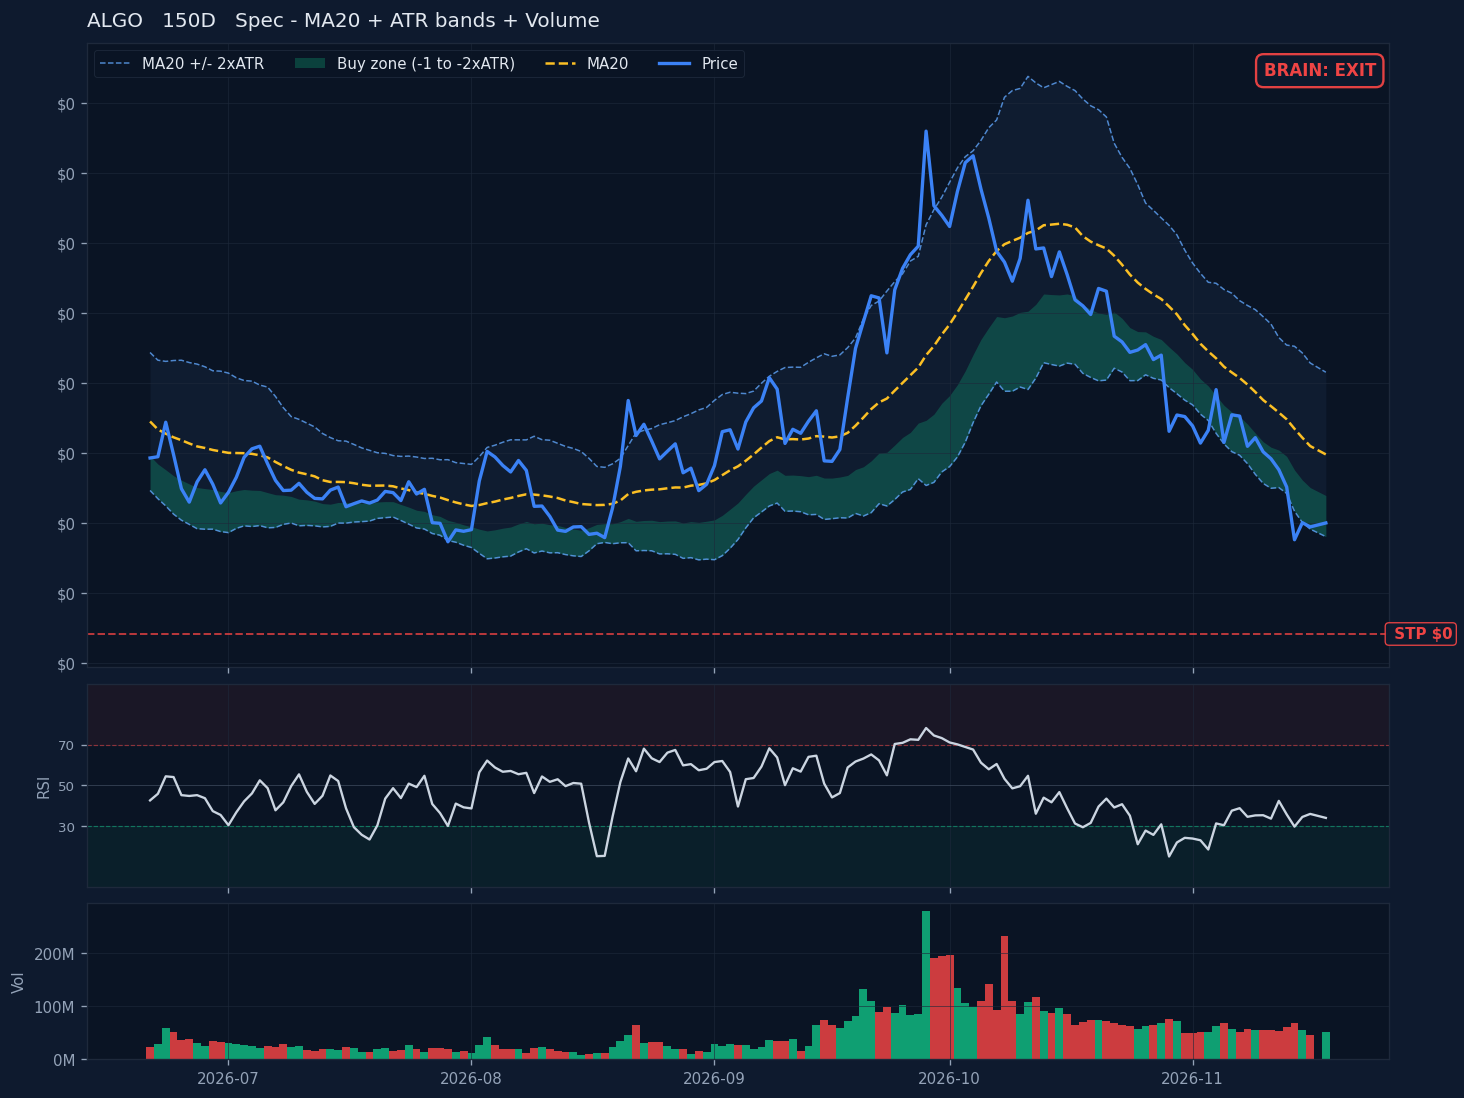 ALGO   150D   Spec - MA20 + ATR bands + Volume
MA20 +/- 2xATR
Buy zone (-1 to -2xATR)
MA20
Price
BRAIN: EXIT
$0
$0
$0
$0
$0
$0
$0
$0
$0
STP $0
RSI
70
50
30
Vol
200M
100M
0M
2026-07
2026-08
2026-09
2026-10
2026-11